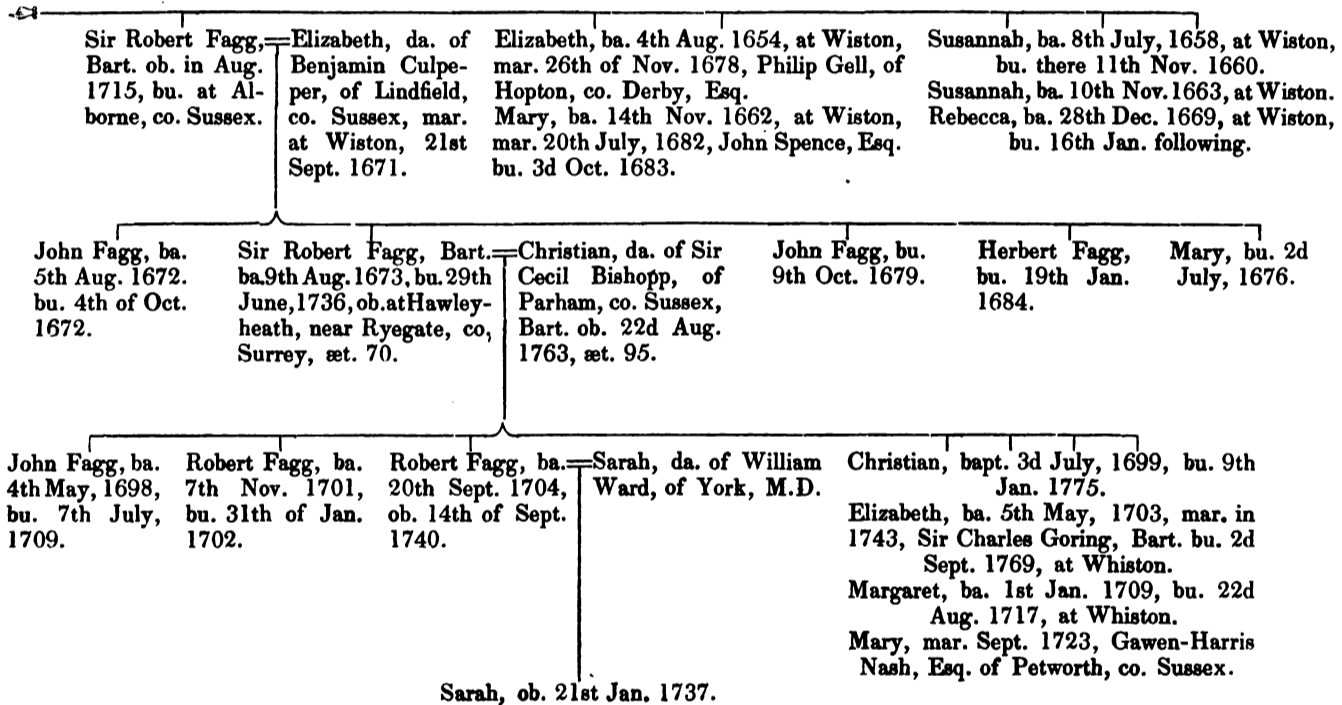 Sir Robert Fagg,
Bart. ob. in Aug.
1715, bu. at Al-
borne, co. Sussex.
Elizabeth, da. of
Benjamin Culpe-
per, of Lindfield,
co. Sussex, mar.
at Wiston, 21st
Sept. 1671.
Elizabeth, ba. 4th Aug. 1654, at Wiston,
mar. 26th of Nov. 1678, Philip Gell, of
Hopton, co. Derby, Esq.
Mary, ba. 14th Nov. 1662, at Wiston,
mar. 20th July, 1682, John Spence, Esq.
bu. 3d Oct. 1683.
Susannah, ba. 8th July, 1658, at Wiston,
bu. there 11th Nov. 1660.
Susannah, ba. 10th Nov. 1663, at Wiston.
Rebecca, ba. 28th Dec. 1669, at Wiston,
bu. 16th Jan. following.
John Fagg, ba.
5th Aug. 1672.
bu. 4th of Oct.
1672.
Sir Robert Fagg, Bart.
ba.9th Aug. 1673, bu. 29th
June, 1736, ob. at Hawley-
heath, near Ryegate, co,
Surrey, æt. 70.
Christian, da. of Sir
Cecil Bishopp, of
Parham, co. Sussex,
Bart. ob. 22d Aug.
1763, æt. 95.
John Fagg, bu.
9th Oct. 1679.
Herbert Fagg,
bu. 19th Jan.
1684.
Mary, bu. 2d
July, 1676.
John Fagg, ba.
4th May, 1698,
bu. 7th July,
1709.
Robert Fagg, ba.
7th Nov. 1701,
bu. 31th of Jan.
1702.
Robert Fagg, ba.
20th Sept. 1704,
ob. 14th of Sept.
1740.
Sarah, da. of William
Ward, of York, M.D.
Christian, bapt. 3d July, 1699, bu. 9th
Jan. 1775.
Elizabeth, ba. 5th May, 1703, mar. in
1743, Sir Charles Goring, Bart. bu. 2d
Sept. 1769, at Whiston.
Margaret, ba. 1st Jan. 1709, bu. 22d
Aug. 1717, at Whiston.
Mary, mar. Sept. 1723, Gawen-Harris
Nash, Esq. of Petworth, co. Sussex.
Sarah, ob. 21st Jan. 1737.